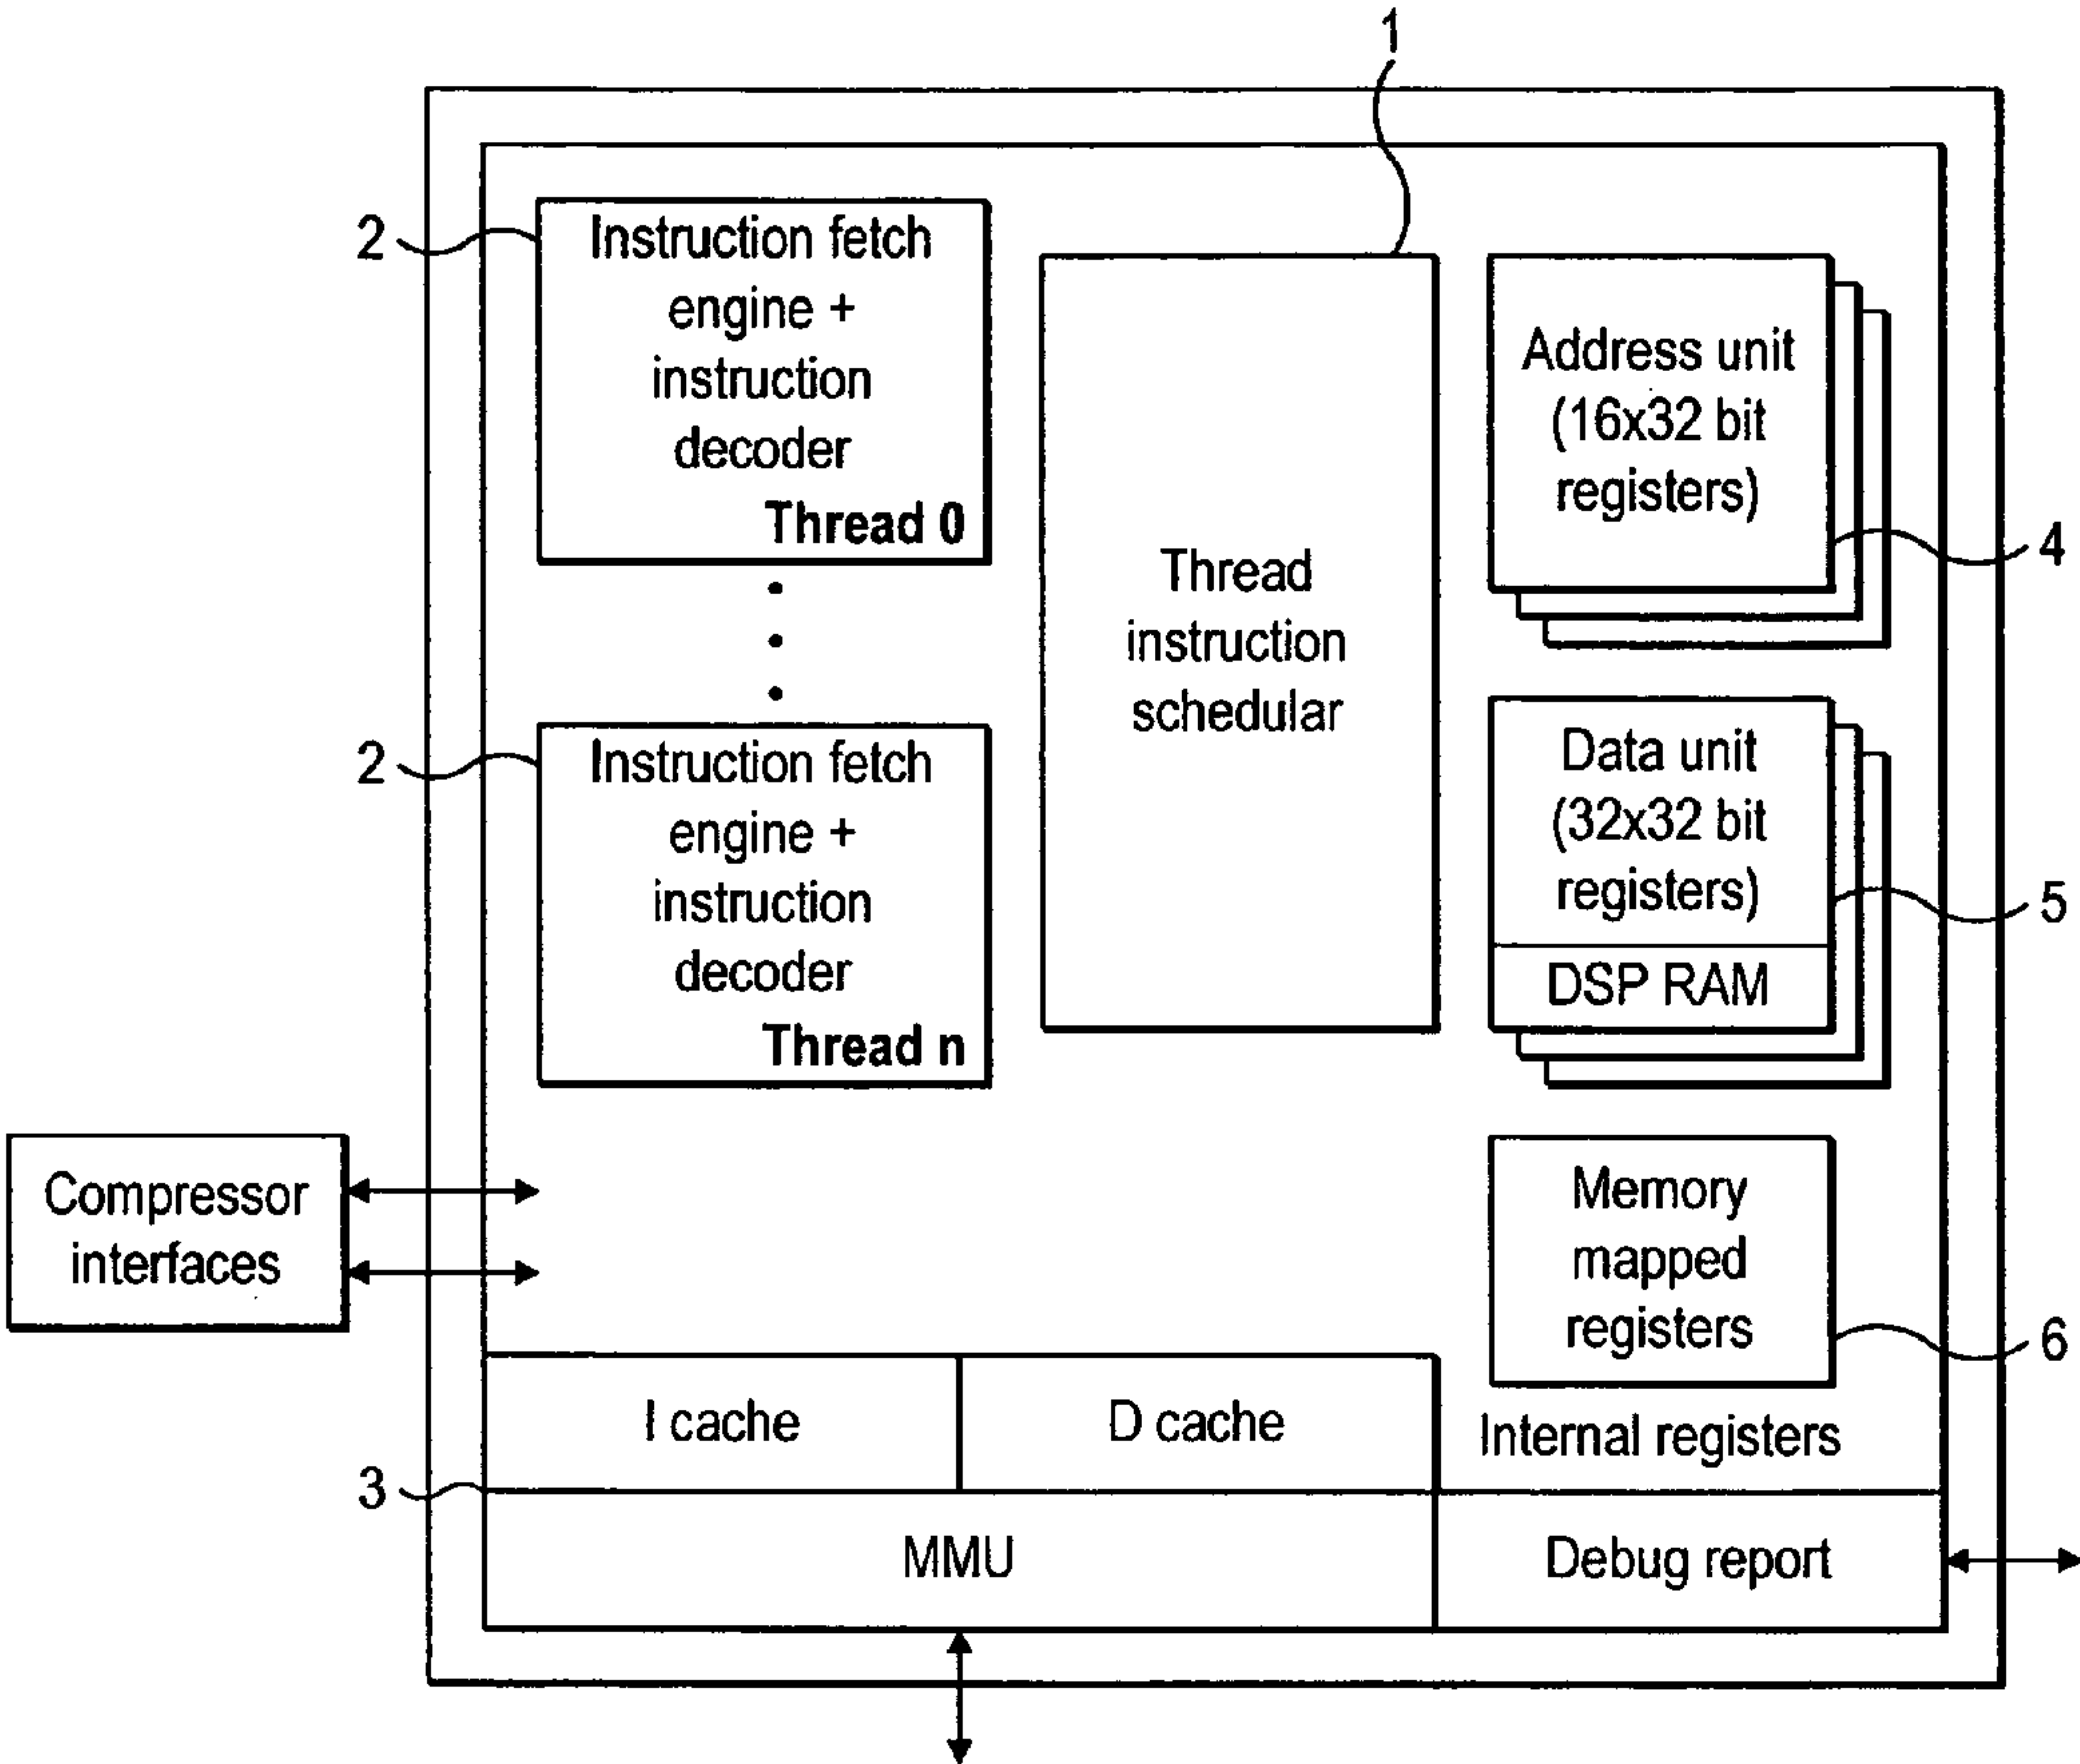 1
2
Instruction fetch
engine +
instruction
decoder
Thread 0
Thread
instruction
schedular
Address unit
(16x32 bit
registers)
4
2
Instruction fetch
engine +
instruction
decoder
Thread n
Data unit
(32x32 bit
registers)
DSP RAM
5
Compressor
interfaces
Memory
mapped
registers
6
I cache
D cache
Internal registers
3
MMU
Debug report